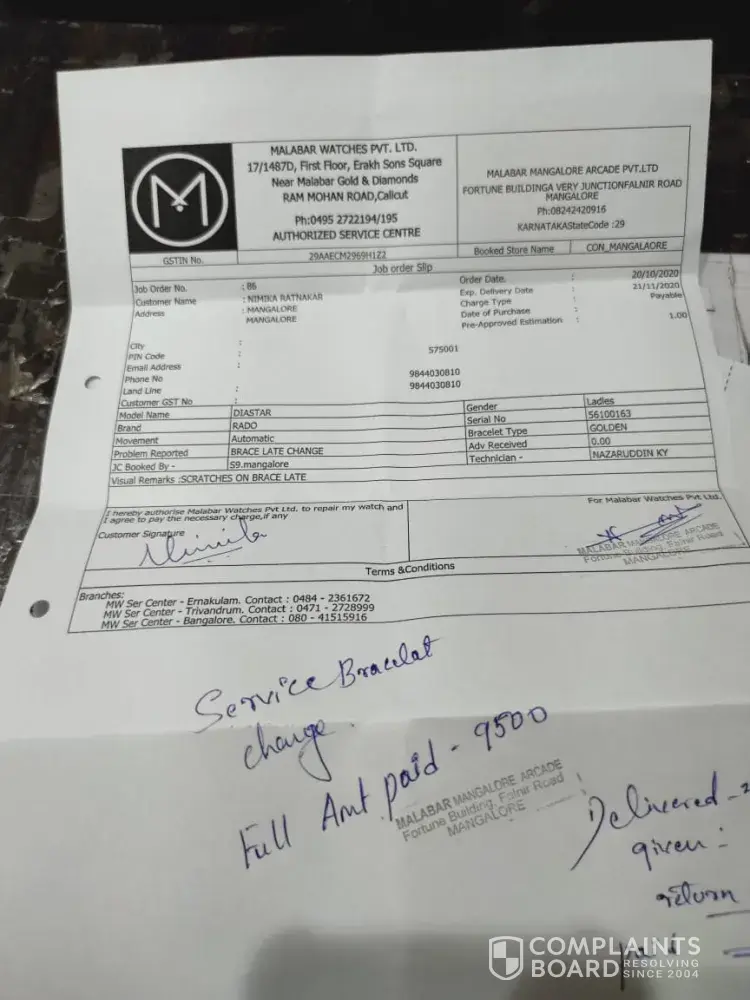 M
MALABAR WATCHES PVT. LTD.
17/1487D, First Floor, Erakh Sons Square
Near Malabar Gold & Diamonds
RAM MOHAN ROAD,Calicut
Ph:0495 2722194/195
AUTHORIZED SERVICE CENTRE
MALABAR MANGALORE ARCADE PVT.LTD
FORTUNE BUILDINGA VERY JUNCTIONFALNIR ROAD
MANGALORE
Ph:08242420916
KARNATAKAStateCode :29
GSTIN No. 29AAECM2969H1Z2 Booked Store Name CON_MANGALAORE
Job order Slip
Job Order No. : 86 Order Date. : 20/10/2020
Customer Name : NIMIKA RATNAKAR Exp. Delivery Date : 21/11/2020
Address : MANGALORE Charge Type : Payable
MANGALORE Date of Purchase :
Pre-Approved Estimation : 1.00
City :
PIN Code : 575001
Email Address :
Phone No 9844030810
Land Line : 9844030810
Customer GST No :
Model Name DIASTAR Gender Ladies
Brand RADO Serial No 56100163
Movement Automatic Bracelet Type GOLDEN
Problem Reported BRACE LATE CHANGE Adv Received 0.00
JC Booked By - S9.mangalore Technician - NAZARUDDIN KY
Visual Remarks :SCRATCHES ON BRACE LATE
I hereby authorise Malabar Watches Pvt Ltd. to repair my watch and
I agree to pay the necessary charge,if any
For Malabar Watches Pvt Ltd.
Customer Signature
MALABAR MANGALORE ARCADE
Fortune Building, Falnir Road
MANGALORE
Terms &Conditions
Branches:
MW Ser Center - Ernakulam. Contact : 0484 - 2361672
MW Ser Center - Trivandrum. Contact : 0471 - 2728999
MW Ser Center - Bangalore. Contact : 080 - 41515916
Service Bracelat
change.
Full Amt paid - 9500
MALABAR MANGALORE ARCADE
Fortune Building, Falnir Road
MANGALORE
Delivered -
given :
return
COMPLAINTS
BOARD RESOLVING
SINCE 2004